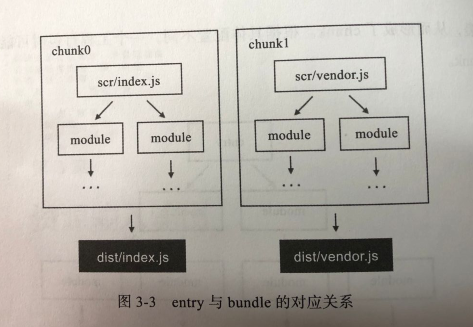 chunk0
chunk1
scr/index.js
scr/vendor.js
module
module
module
module
...
...
...
...
dist/index.js
dist/vendor.js
图 3-3 entry 与 bundle 的对应关系